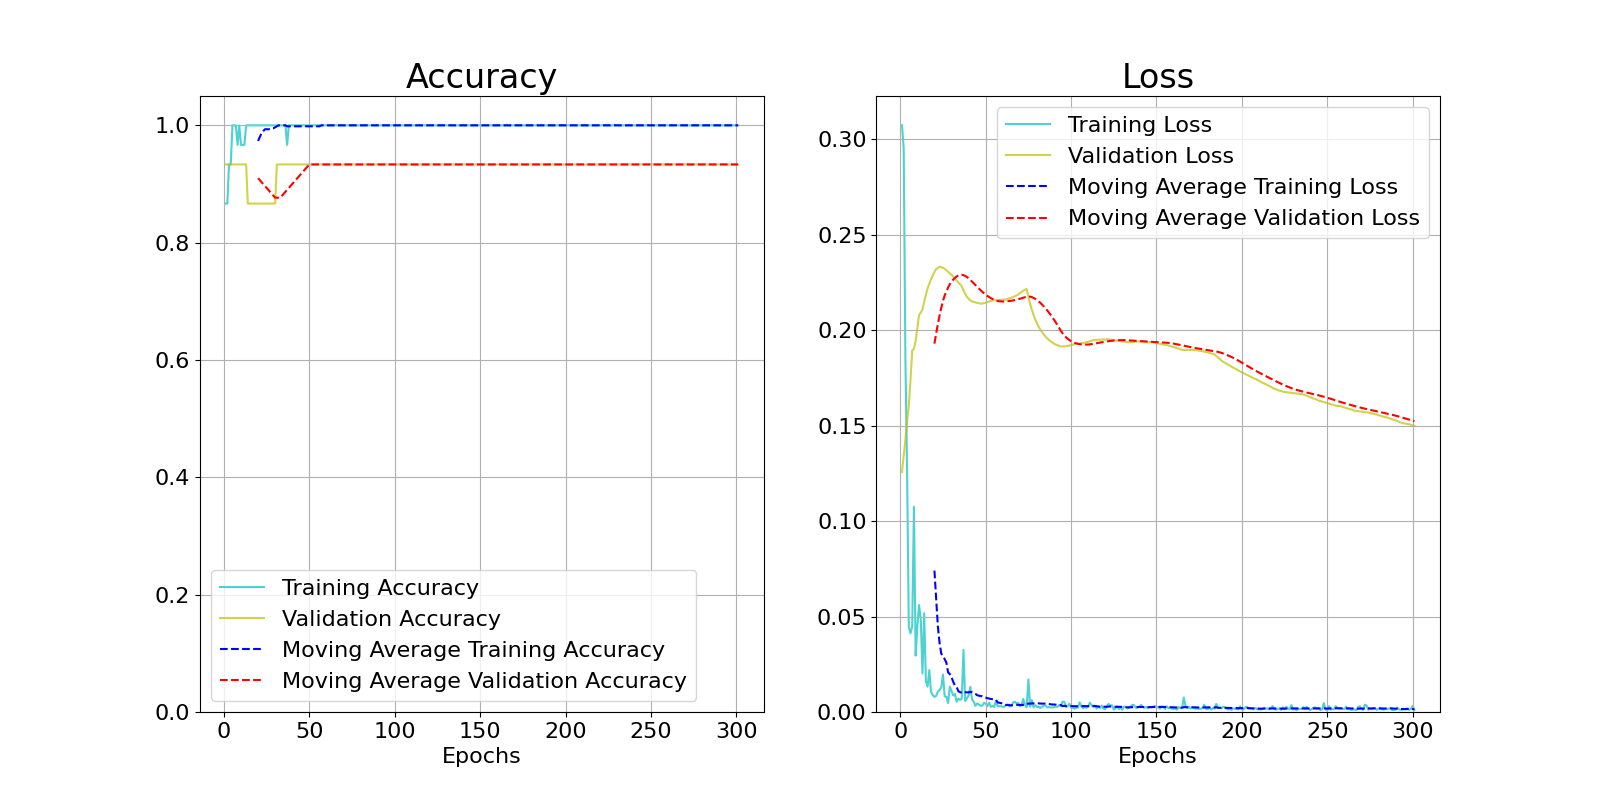 Accuracy
1.0
0.8
0.6
0.4
0.2
0.0
Training Accuracy
Validation Accuracy
Moving Average Training Accuracy
Moving Average Validation Accuracy
0 50 100 150 200 250 300
Epochs
Loss
0.30
0.25
0.20
0.15
0.10
0.05
0.00
Training Loss
Validation Loss
Moving Average Training Loss
Moving Average Validation Loss
0 50 100 150 200 250 300
Epochs